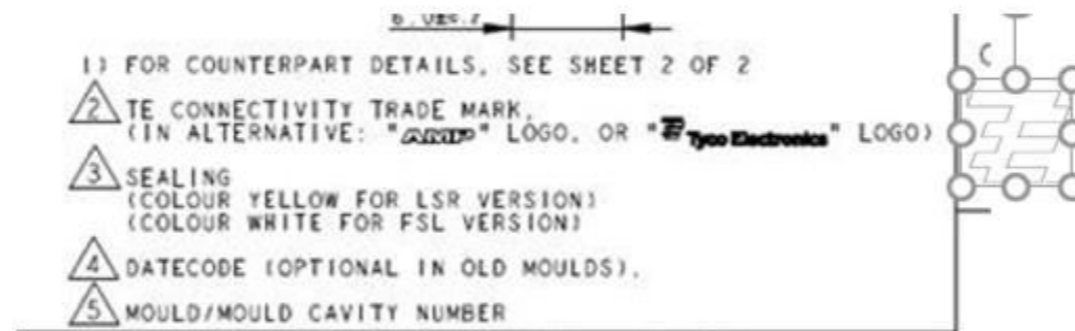 1) FOR COUNTERPART DETAILS, SEE SHEET 2 OF 2
2 TE CONNECTIVITY TRADE MARK,
(IN ALTERNATIVE: "AMP" LOGO, OR "Tyco Electronics" LOGO)
3 SEALING
(COLOUR YELLOW FOR LSR VERSION)
(COLOUR WHITE FOR FSL VERSION)
4 DATECODE (OPTIONAL IN OLD MOULDS),
5 MOULD/MOULD CAVITY NUMBER